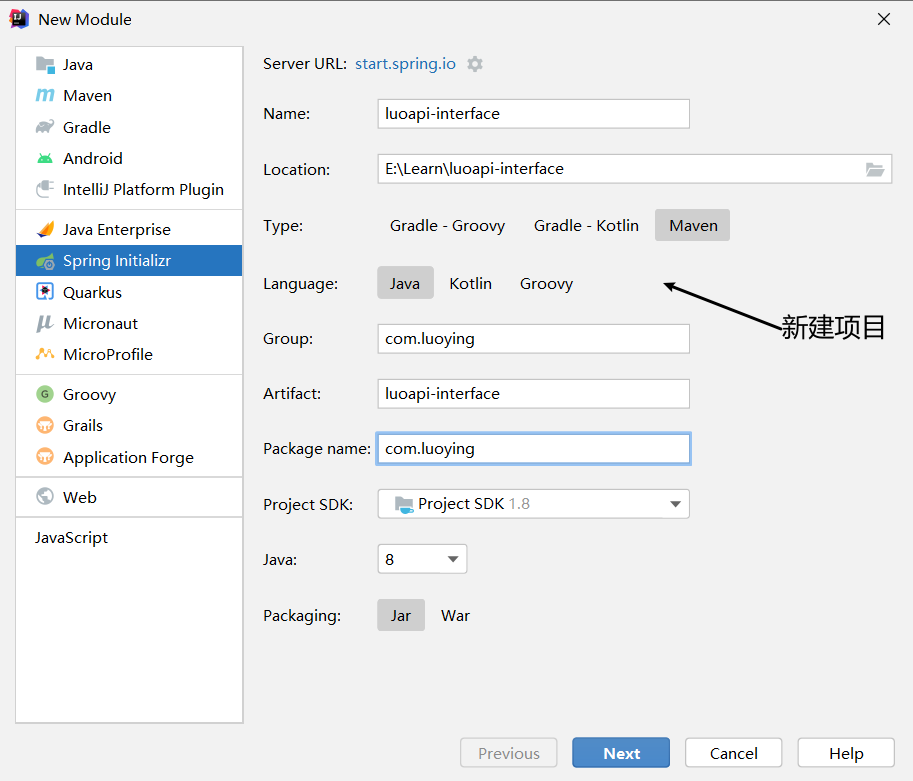 New Module
Java
Maven
Gradle
Android
IntelliJ Platform Plugin
Java Enterprise
Spring Initializr
Quarkus
Micronaut
MicroProfile
Groovy
Grails
Application Forge
Web
JavaScript
Server URL: start.spring.io
Name: luoapi-interface
Location: E:\Learn\luoapi-interface
Type: Gradle - Groovy Gradle - Kotlin Maven
Language: Java Kotlin Groovy
新建项目
Group: com.luoying
Artifact: luoapi-interface
Package name: com.luoying
Project SDK: Project SDK 1.8
Java: 8
Packaging: Jar War
Previous Next Cancel Help